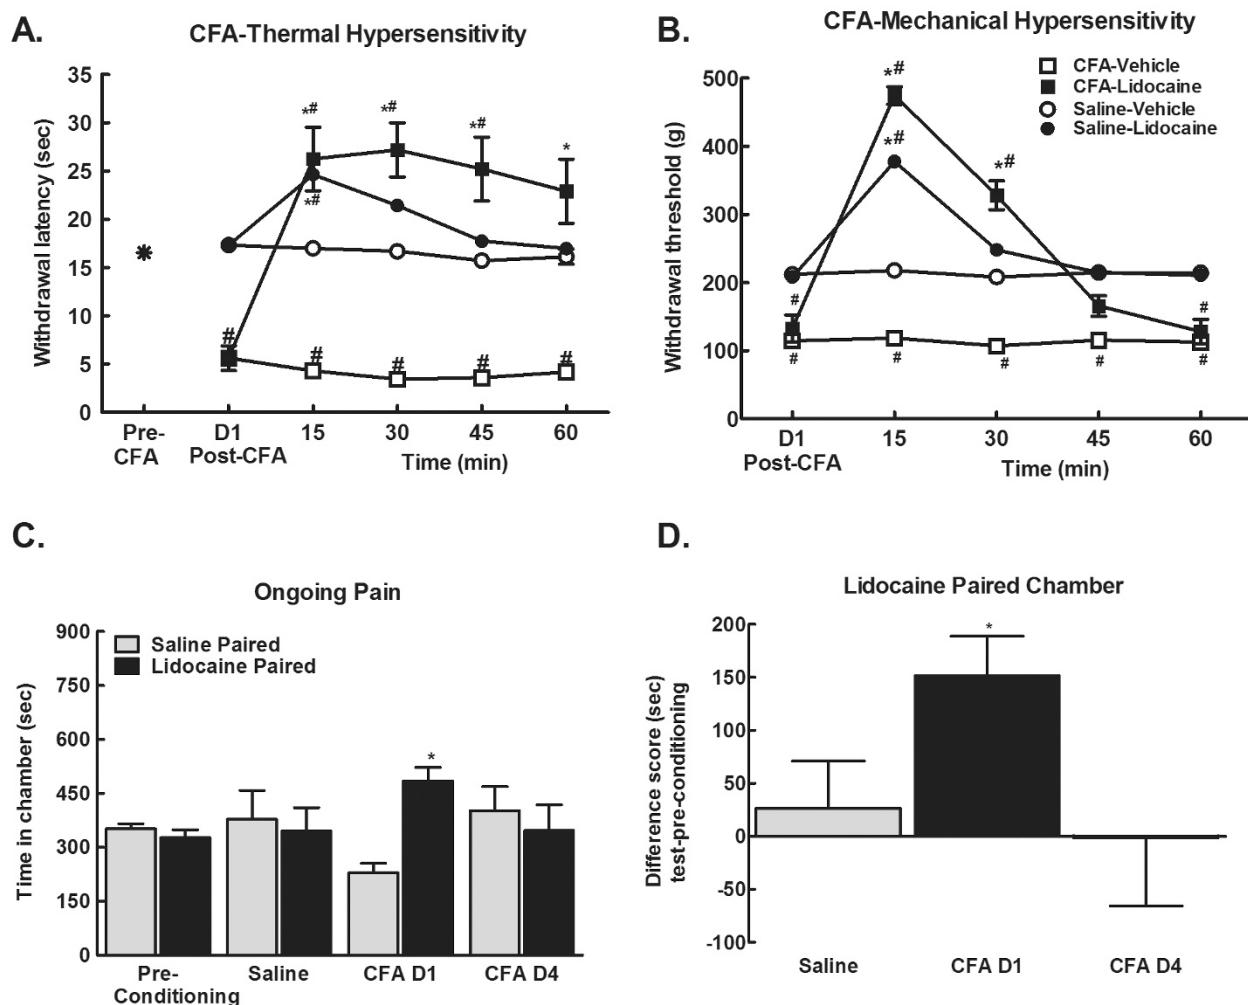 A.
CFA-Thermal Hypersensitivity
Withdrawal latency (sec)
35
30
25
20
15
10
5
0
*# *# *# *
*#
# # # # #
Pre-CFA
D1 Post-CFA
15 30 45 60
Time (min)
B.
CFA-Mechanical Hypersensitivity
CFA-Vehicle
CFA-Lidocaine
Saline-Vehicle
Saline-Lidocaine
Withdrawal threshold (g)
500
400
300
200
100
0
*#
*#
*#
# #
# # # # #
D1 Post-CFA
15 30 45 60
Time (min)
C.
Ongoing Pain
Saline Paired
Lidocaine Paired
Time in chamber (sec)
900
750
600
450
300
150
0
*
Pre-Conditioning
Saline
CFA D1
CFA D4
D.
Lidocaine Paired Chamber
Difference score (sec)
test-pre-conditioning
200
150
100
50
0
-50
-100
*
Saline
CFA D1
CFA D4